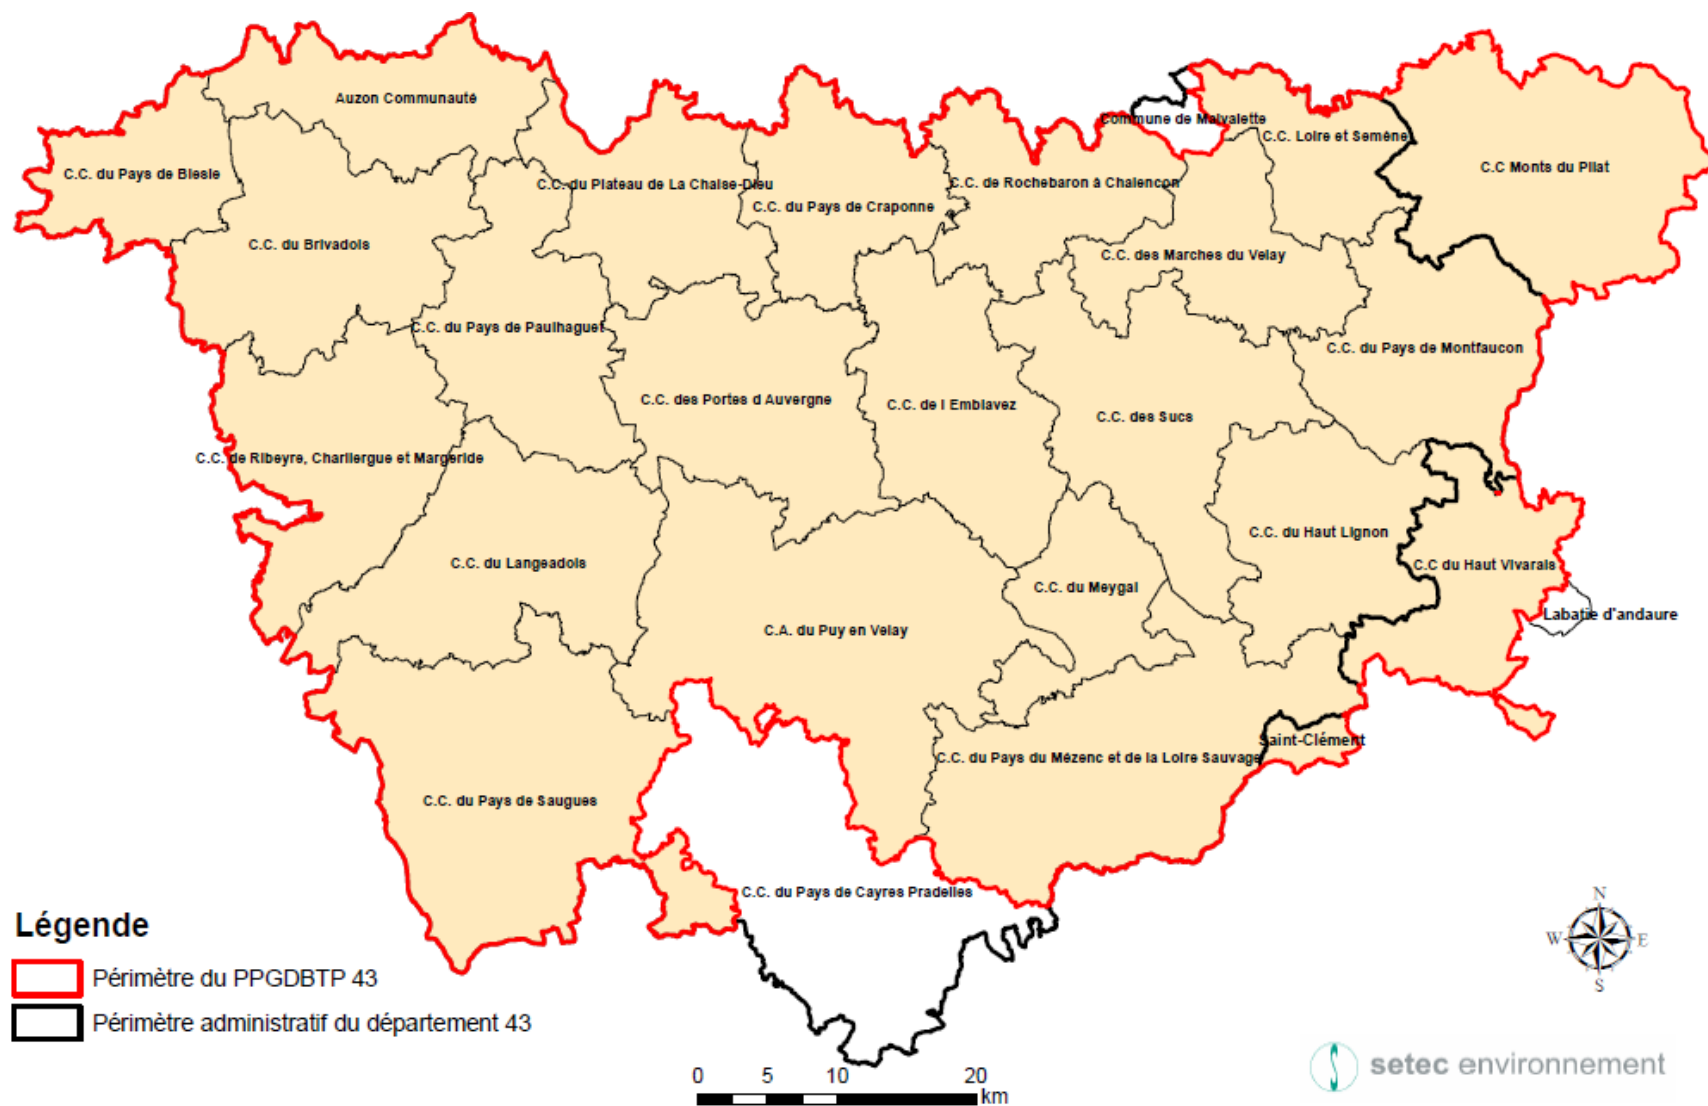 Auzon Communauté
Commune de Malvalette
C.C. Loire et Semène
C.C Monts du Pilat
C.C. du Pays de Blesle
C.C. du Plateau de La Chaise-Dieu
C.C. de Rochebaron à Chalencon
C.C. du Pays de Craponne
C.C. du Brivadois
C.C. des Marches du Velay
C.C. du Pays de Paulhaguet
C.C. du Pays de Montfaucon
C.C. des Portes d Auvergne
C.C. de l Emblavez
C.C. des Sucs
C.C. de Ribeyre, Charliergue et Margeride
C.C. du Haut Lignon
C.C. du Langeadois
C.C du Haut Vivarais
C.C. du Meygal
Labatie d'andaure
C.A. du Puy en Velay
Saint-Clément
C.C. du Pays du Mézenc et de la Loire Sauvage
C.C. du Pays de Saugues
C.C. du Pays de Cayres Pradelles
Légende
Périmètre du PPGDBTP 43
Périmètre administratif du département 43
N
W E
S
setec environnement
0 5 10 20
km